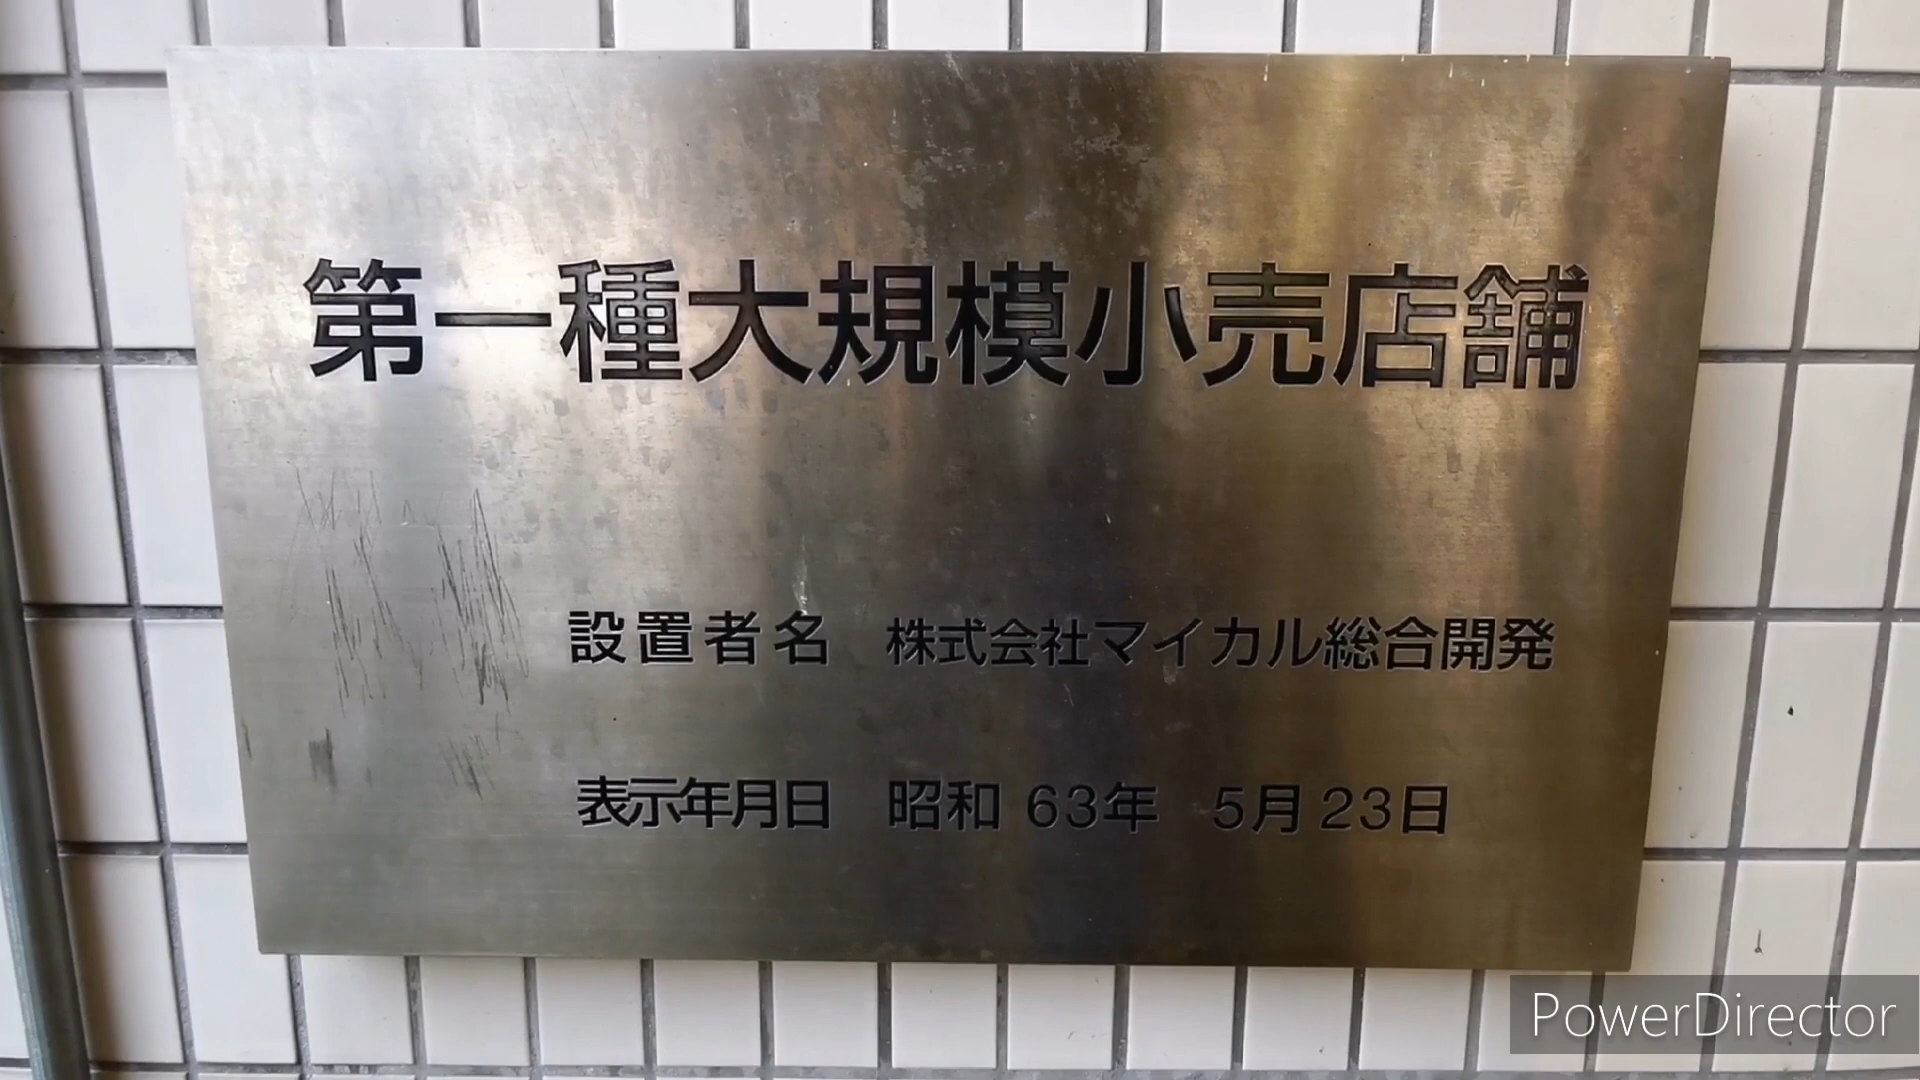 第一種大規模小売店舗
設置者名 株式会社マイカル総合開発
表示年月日 昭和 63年 5月23日
PowerDirector